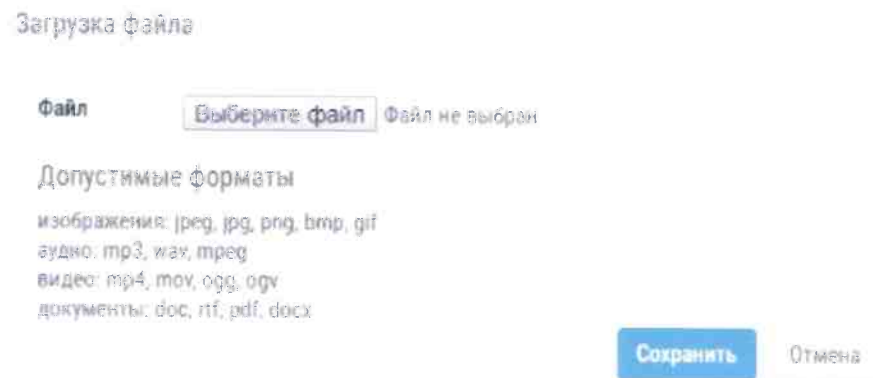 Загрузка файла
Файл Выберите файл Файл не выбран
Допустимые форматы
изображения: jpeg, jpg, png, bmp, gif
аудио: mp3, wav, mpeg
видео: mp4, mov, ogg, ogv
документы: doc, rtf, pdf, docx
Сохранить Отмена